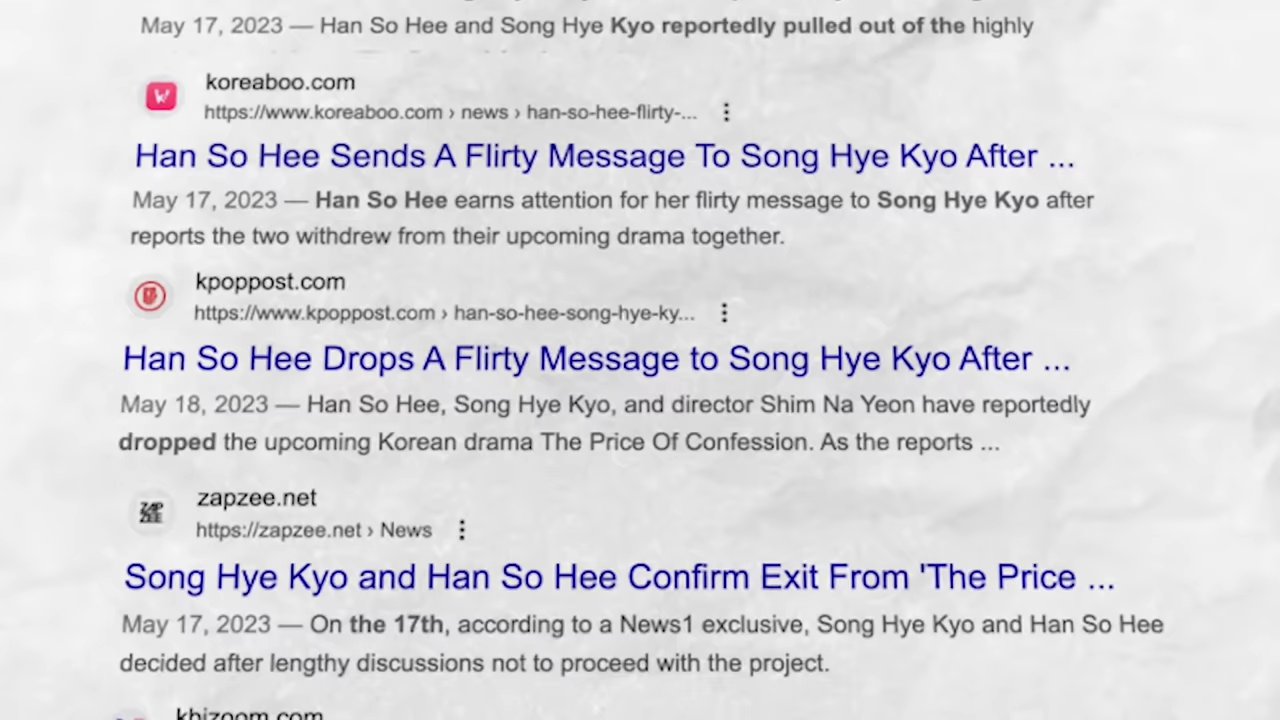 May 17, 2023 — Han So Hee and Song Hye Kyo reportedly pulled out of the highly
koreaboo.com
https://www.koreaboo.com › news › han-so-hee-flirty-...
Han So Hee Sends A Flirty Message To Song Hye Kyo After ...
May 17, 2023 — Han So Hee earns attention for her flirty message to Song Hye Kyo after
reports the two withdrew from their upcoming drama together.
kpoppost.com
https://www.kpoppost.com › han-so-hee-song-hye-ky...
Han So Hee Drops A Flirty Message to Song Hye Kyo After ...
May 18, 2023 — Han So Hee, Song Hye Kyo, and director Shim Na Yeon have reportedly
dropped the upcoming Korean drama The Price Of Confession. As the reports ...
zapzee.net
https://zapzee.net › News
Song Hye Kyo and Han So Hee Confirm Exit From 'The Price ...
May 17, 2023 — On the 17th, according to a News1 exclusive, Song Hye Kyo and Han So Hee
decided after lengthy discussions not to proceed with the project.
kbizoom.com